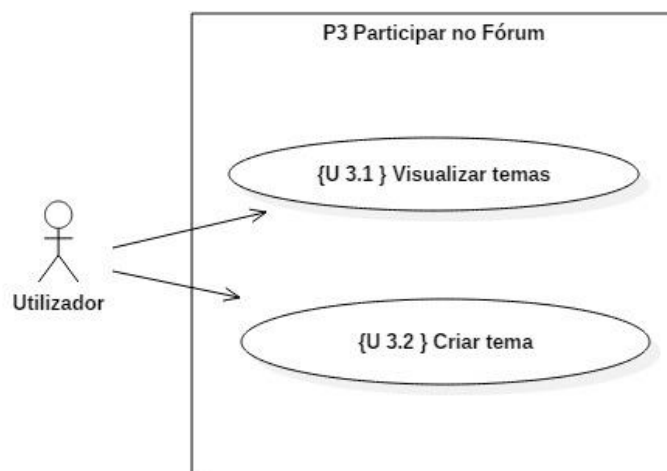 P3 Participar no Fórum
{U 3.1 } Visualizar temas
Utilizador
{U 3.2 } Criar tema